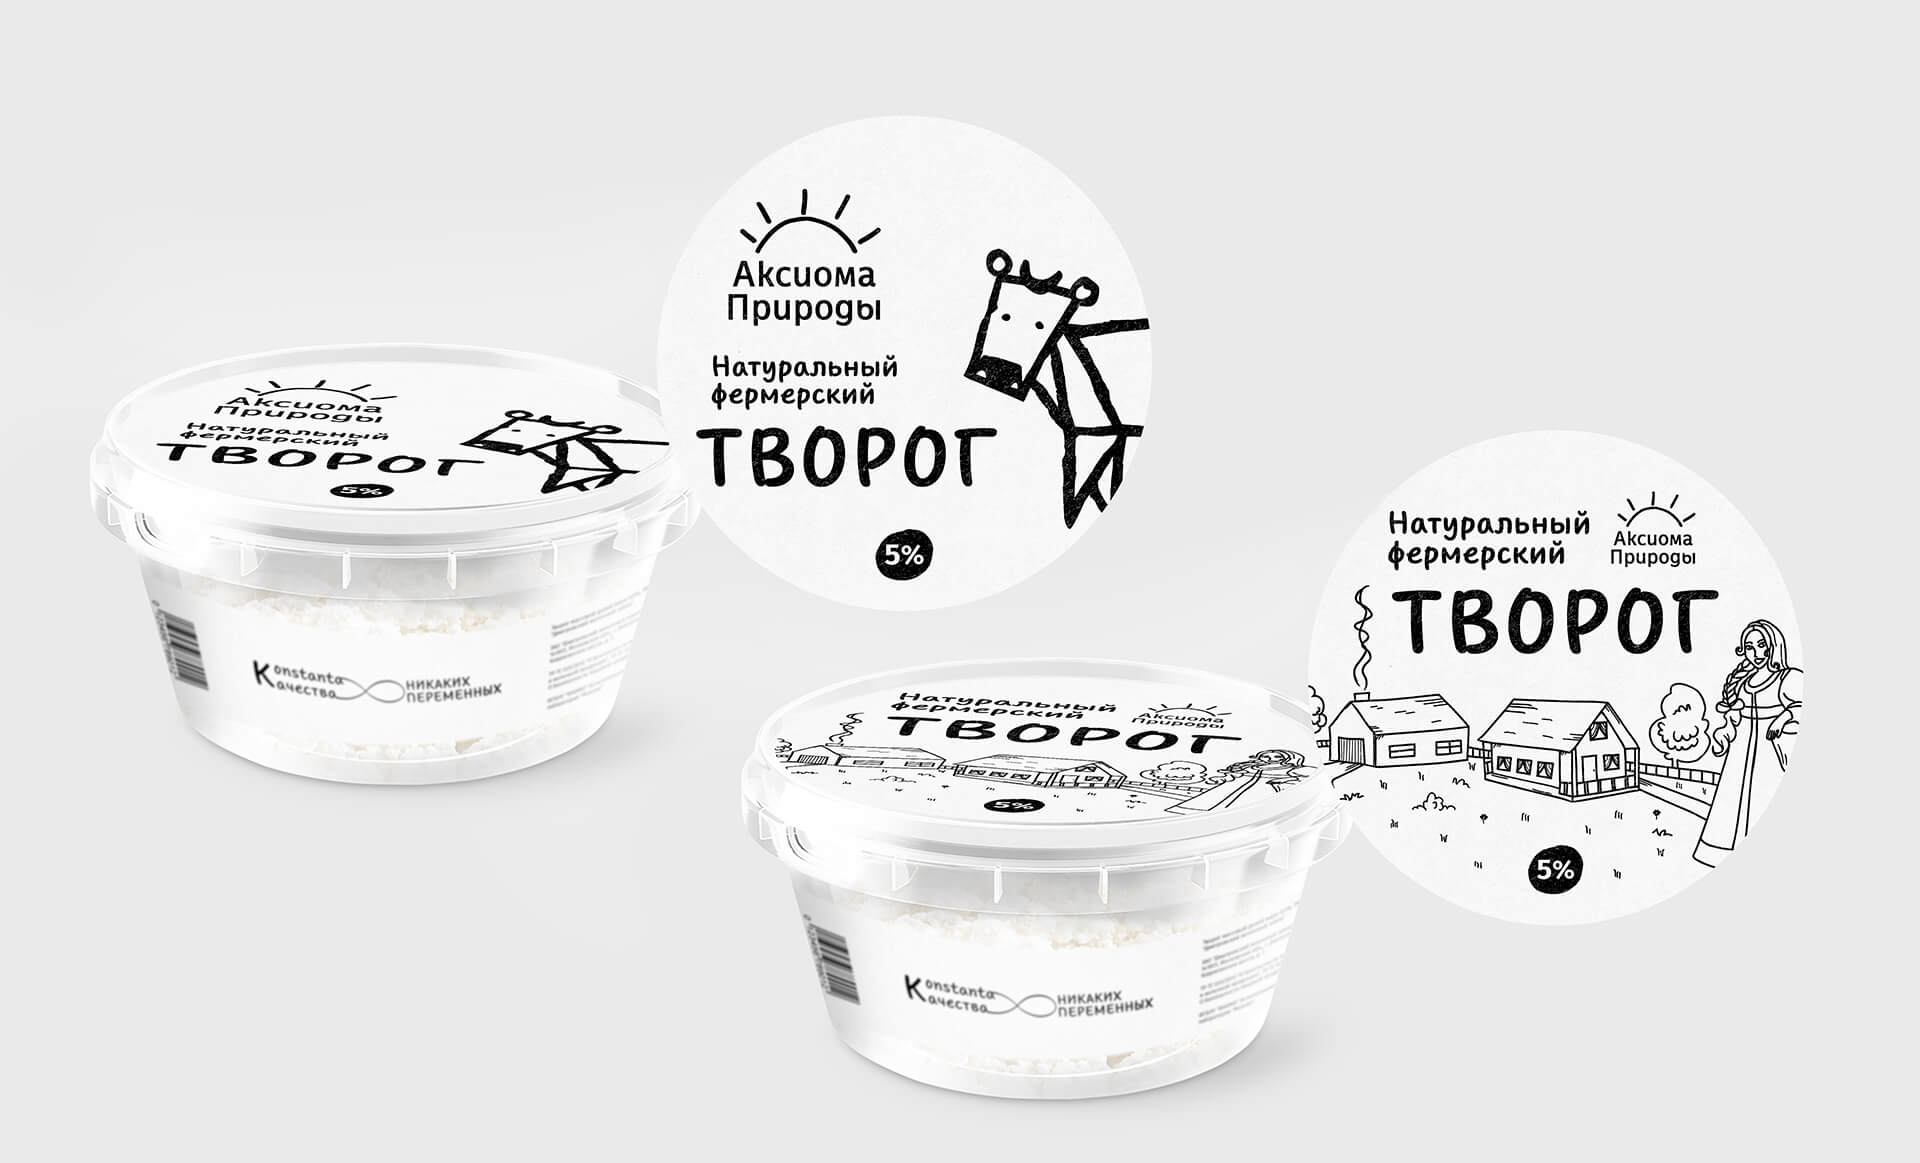 Аксиома
Природы
Натуральный
фермерский
ТВОРОГ
5%
Аксиома
Природы
Натуральный
фермерский
ТВОРОГ
5%
Konstanta
Качества
НИКАКИХ
ПЕРЕМЕННЫХ
Натуральный
фермерский
Аксиома
Природы
ТВОРОГ
5%
Натуральный
фермерский
Аксиома
Природы
ТВОРОГ
5%
Konstanta
Качества
НИКАКИХ
ПЕРЕМЕННЫХ